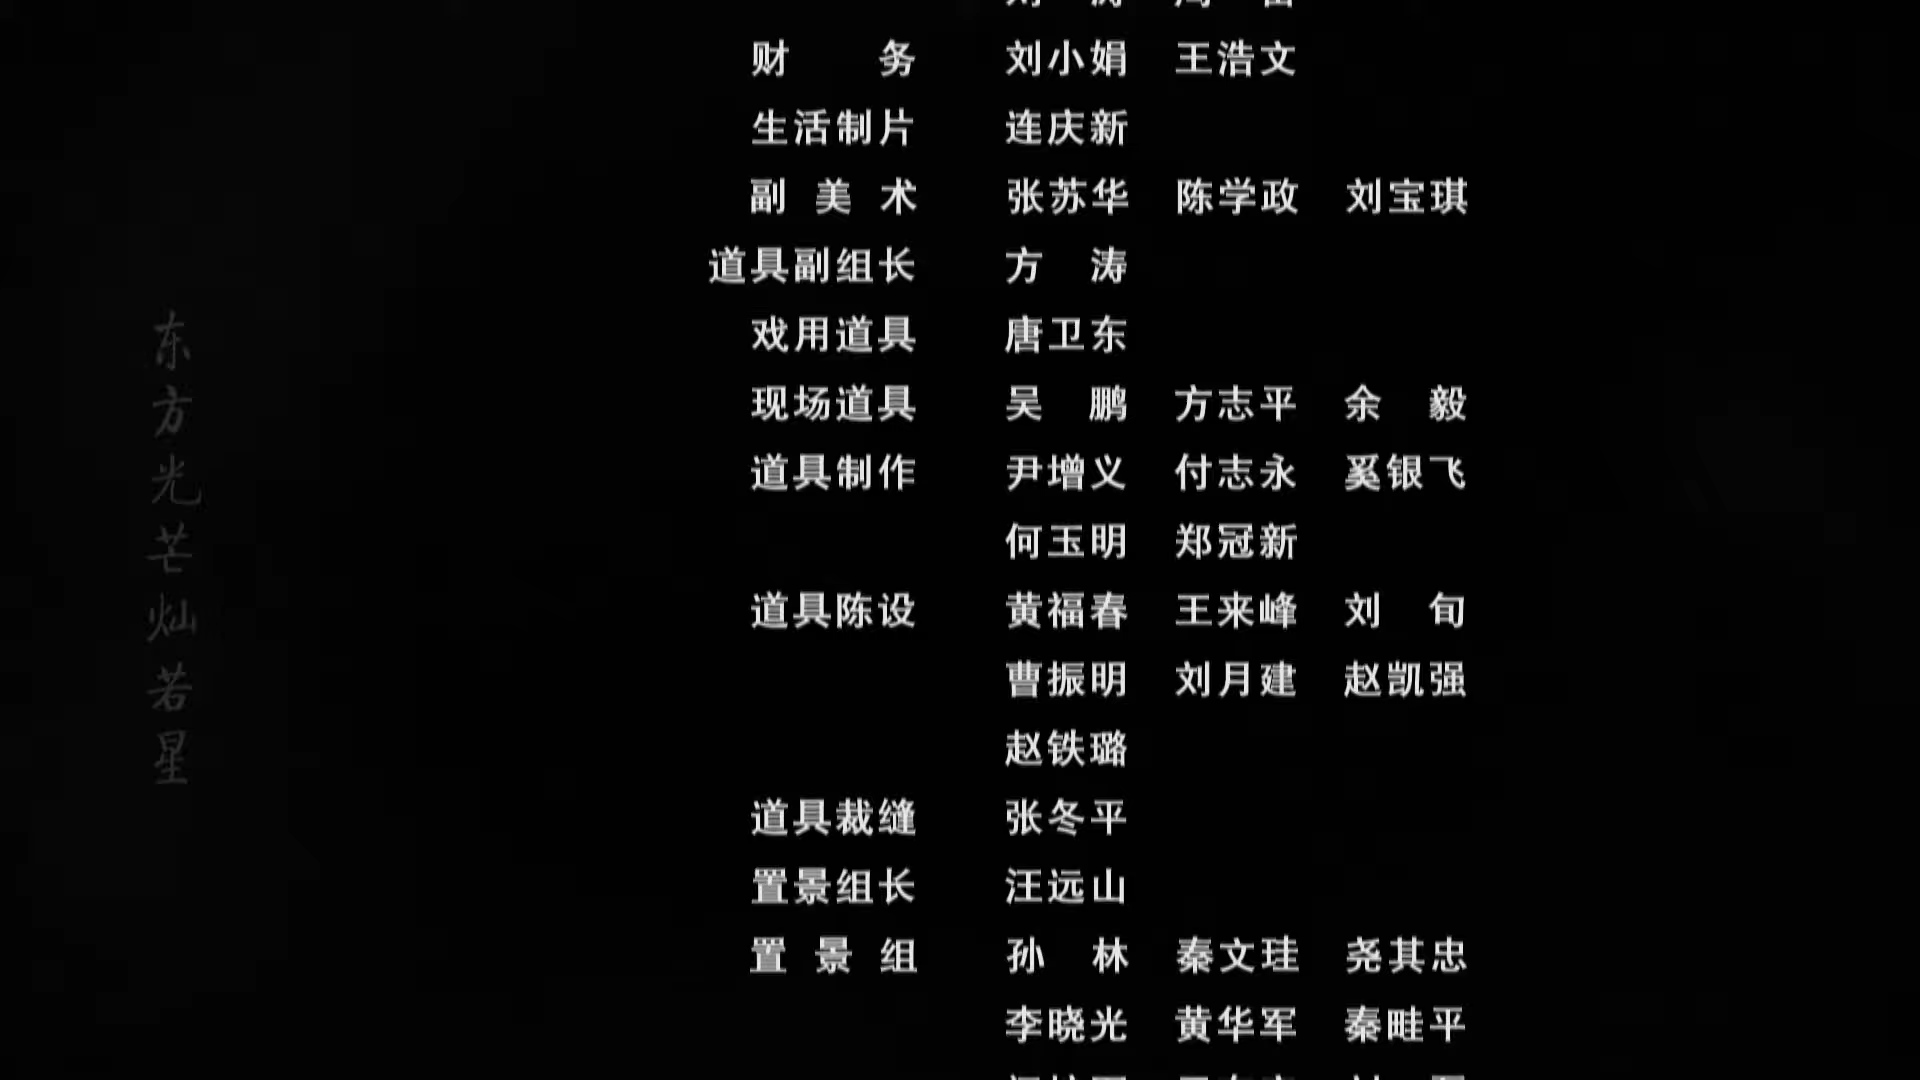 财务 刘小娟 王浩文
生活制片 连庆新
副美术 张苏华 陈学政 刘宝琪
道具副组长 方涛
戏用道具 唐卫东
现场道具 吴鹏 方志平 余毅
道具制作 尹增义 付志永 奚银飞
何玉明 郑冠新
道具陈设 黄福春 王来峰 刘旬
曹振明 刘月建 赵凯强
赵铁璐
道具裁缝 张冬平
置景组长 汪远山
置景组 孙林 秦文珪 尧其忠
李晓光 黄华军 秦畦平
东方光芒灿若星